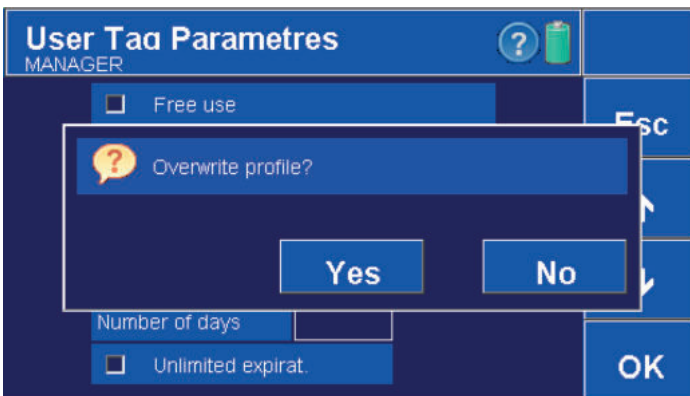 User Tag Parametres
MANAGER
Free use
Esc
Overwrite profile?
Yes
No
Number of days
Unlimited expirat.
OK